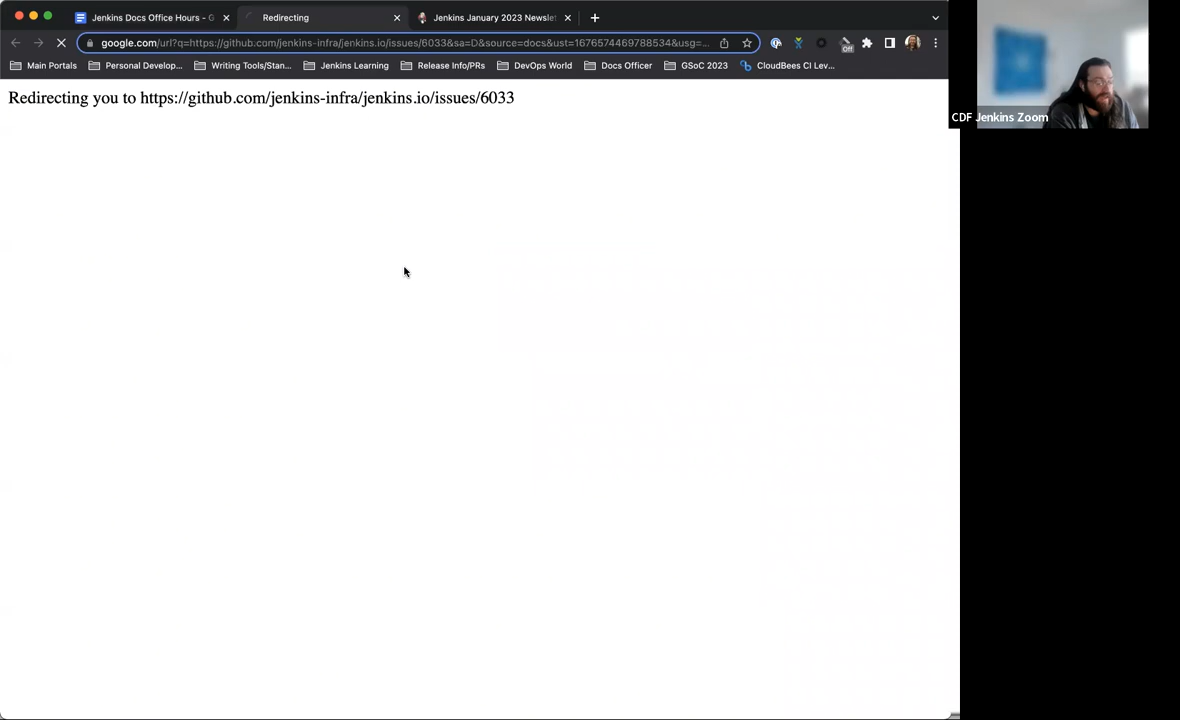 Jenkins Docs Office Hours - G
Redirecting
Jenkins January 2023 Newslet
google.com/url?q=https://github.com/jenkins-infra/jenkins.io/issues/6033&sa=D&source=docs&ust=1676574469788534&usg=...
Off
Main Portals
Personal Develop...
Writing Tools/Stan...
Jenkins Learning
Release Info/PRs
DevOps World
Docs Officer
GSoC 2023
CloudBees CI Lev...
Redirecting you to https://github.com/jenkins-infra/jenkins.io/issues/6033
CDF Jenkins Zoom